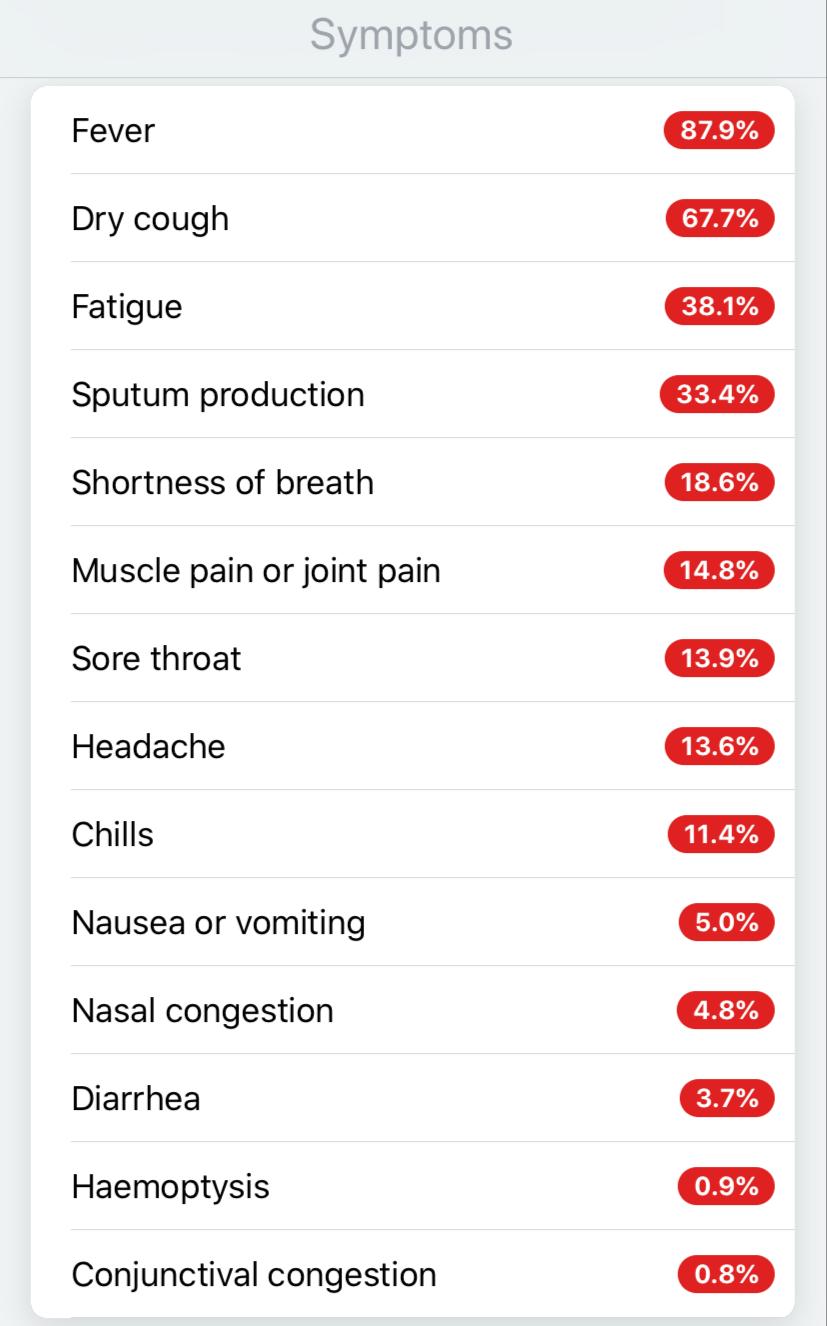 Symptoms
Fever 87.9%
Dry cough 67.7%
Fatigue 38.1%
Sputum production 33.4%
Shortness of breath 18.6%
Muscle pain or joint pain 14.8%
Sore throat 13.9%
Headache 13.6%
Chills 11.4%
Nausea or vomiting 5.0%
Nasal congestion 4.8%
Diarrhea 3.7%
Haemoptysis 0.9%
Conjunctival congestion 0.8%